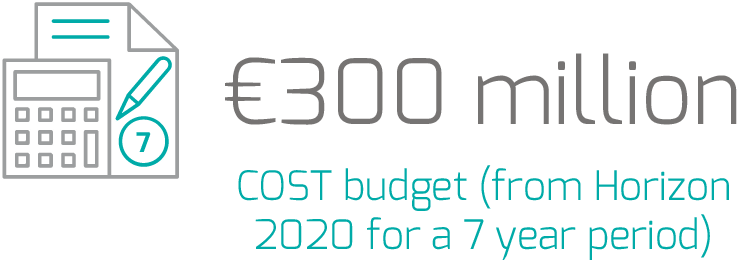 7
€300 million
COST budget (from Horizon
2020 for a 7 year period)